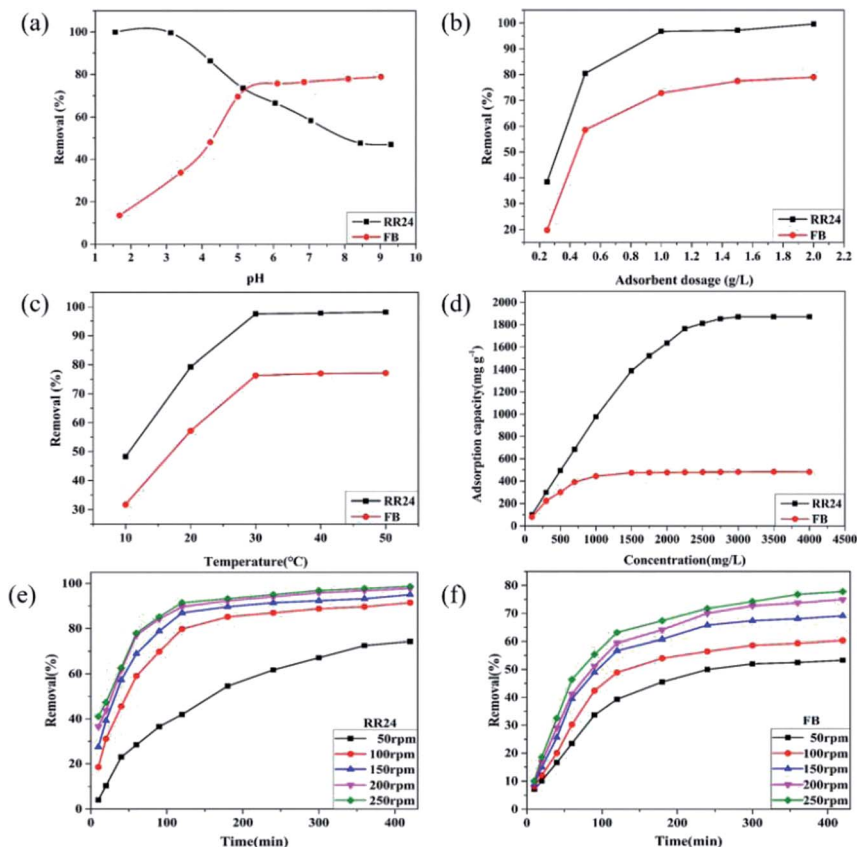 (a)
100
80
60
40
20
0
Removal (%)
1 2 3 4 5 6 7 8 9 10
pH
RR24
FB
(b)
100
90
80
70
60
50
40
30
20
Removal (%)
0.2 0.4 0.6 0.8 1.0 1.2 1.4 1.6 1.8 2.0 2.2
Adsorbent dosage (g/L)
RR24
FB
(c)
100
90
80
70
60
50
40
30
Removal (%)
10 20 30 40 50
Temperature(℃)
RR24
FB
(d)
2000
1800
1600
1400
1200
1000
800
600
400
200
0
Adsorption capacity(mg g⁻¹)
0 500 1000 1500 2000 2500 3000 3500 4000 4500
Concentration(mg/L)
RR24
FB
(e)
100
80
60
40
20
0
Removal(%)
0 100 200 300 400
Time(min)
RR24
50rpm
100rpm
150rpm
200rpm
250rpm
(f)
80
70
60
50
40
30
20
10
0
Removal(%)
0 100 200 300 400
Time(min)
FB
50rpm
100rpm
150rpm
200rpm
250rpm